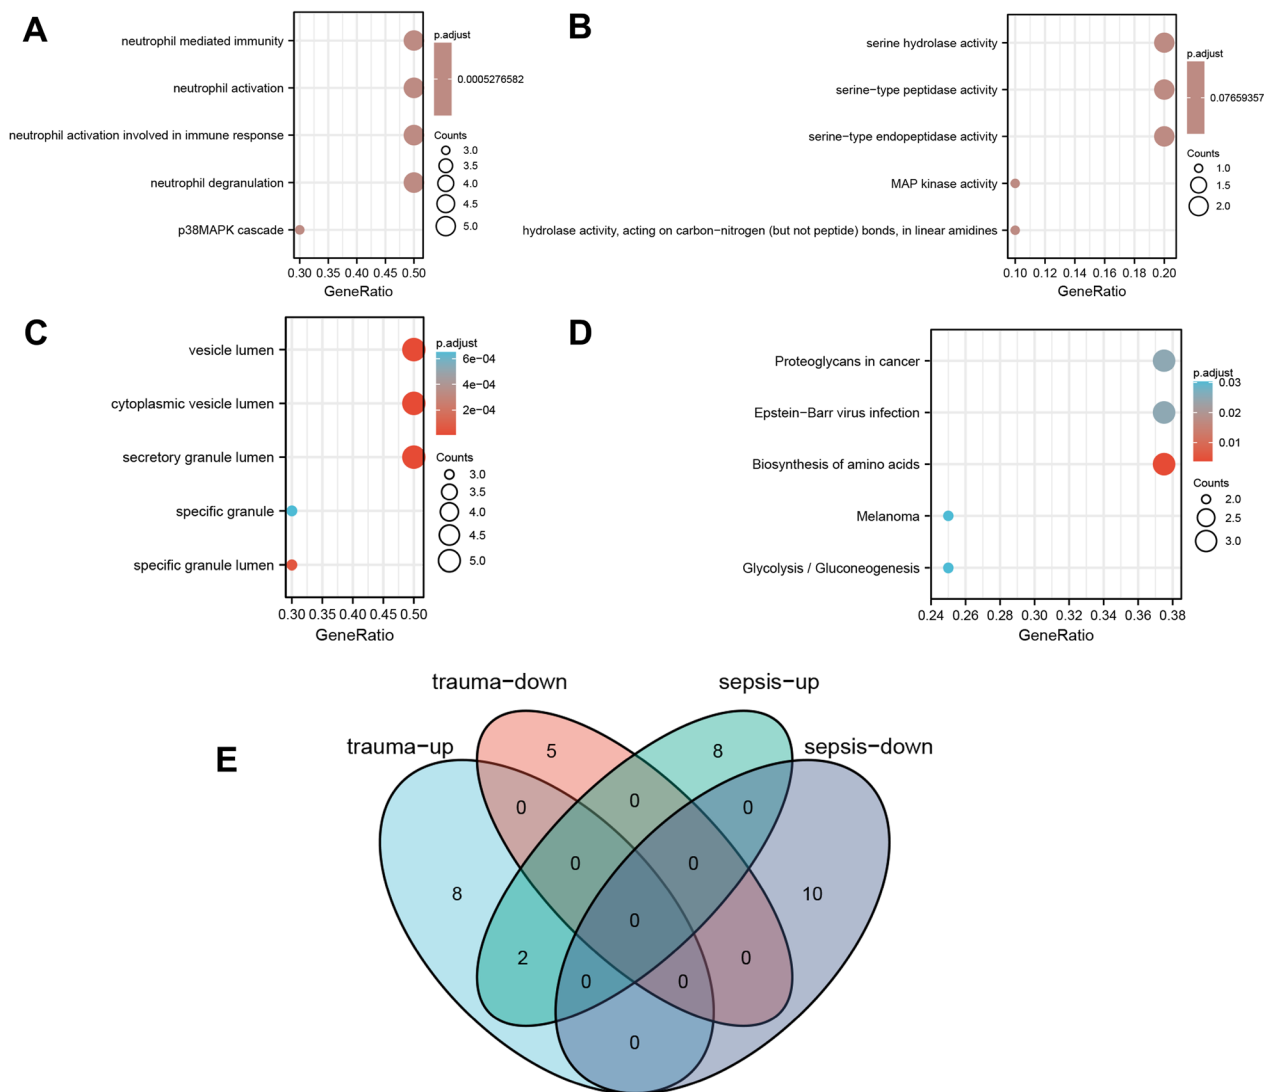 A
neutrophil mediated immunity
neutrophil activation
neutrophil activation involved in immune response
neutrophil degranulation
p38MAPK cascade
0.30 0.35 0.40 0.45 0.50
GeneRatio
p.adjust
0.0005276582
Counts
3.0
3.5
4.0
4.5
5.0
B
serine hydrolase activity
serine−type peptidase activity
serine−type endopeptidase activity
MAP kinase activity
hydrolase activity, acting on carbon−nitrogen (but not peptide) bonds, in linear amidines
0.10 0.12 0.14 0.16 0.18 0.20
GeneRatio
p.adjust
0.07659357
Counts
1.0
1.5
2.0
C
vesicle lumen
cytoplasmic vesicle lumen
secretory granule lumen
specific granule
specific granule lumen
0.30 0.35 0.40 0.45 0.50
GeneRatio
p.adjust
6e−04
4e−04
2e−04
Counts
3.0
3.5
4.0
4.5
5.0
D
Proteoglycans in cancer
Epstein−Barr virus infection
Biosynthesis of amino acids
Melanoma
Glycolysis / Gluconeogenesis
0.24 0.26 0.28 0.30 0.32 0.34 0.36 0.38
GeneRatio
p.adjust
0.03
0.02
0.01
Counts
2.0
2.5
3.0
E
trauma−down sepsis−up
trauma−up sepsis−down
5 8
0 0 0
0 0
8 10
0
2 0
0 0
0